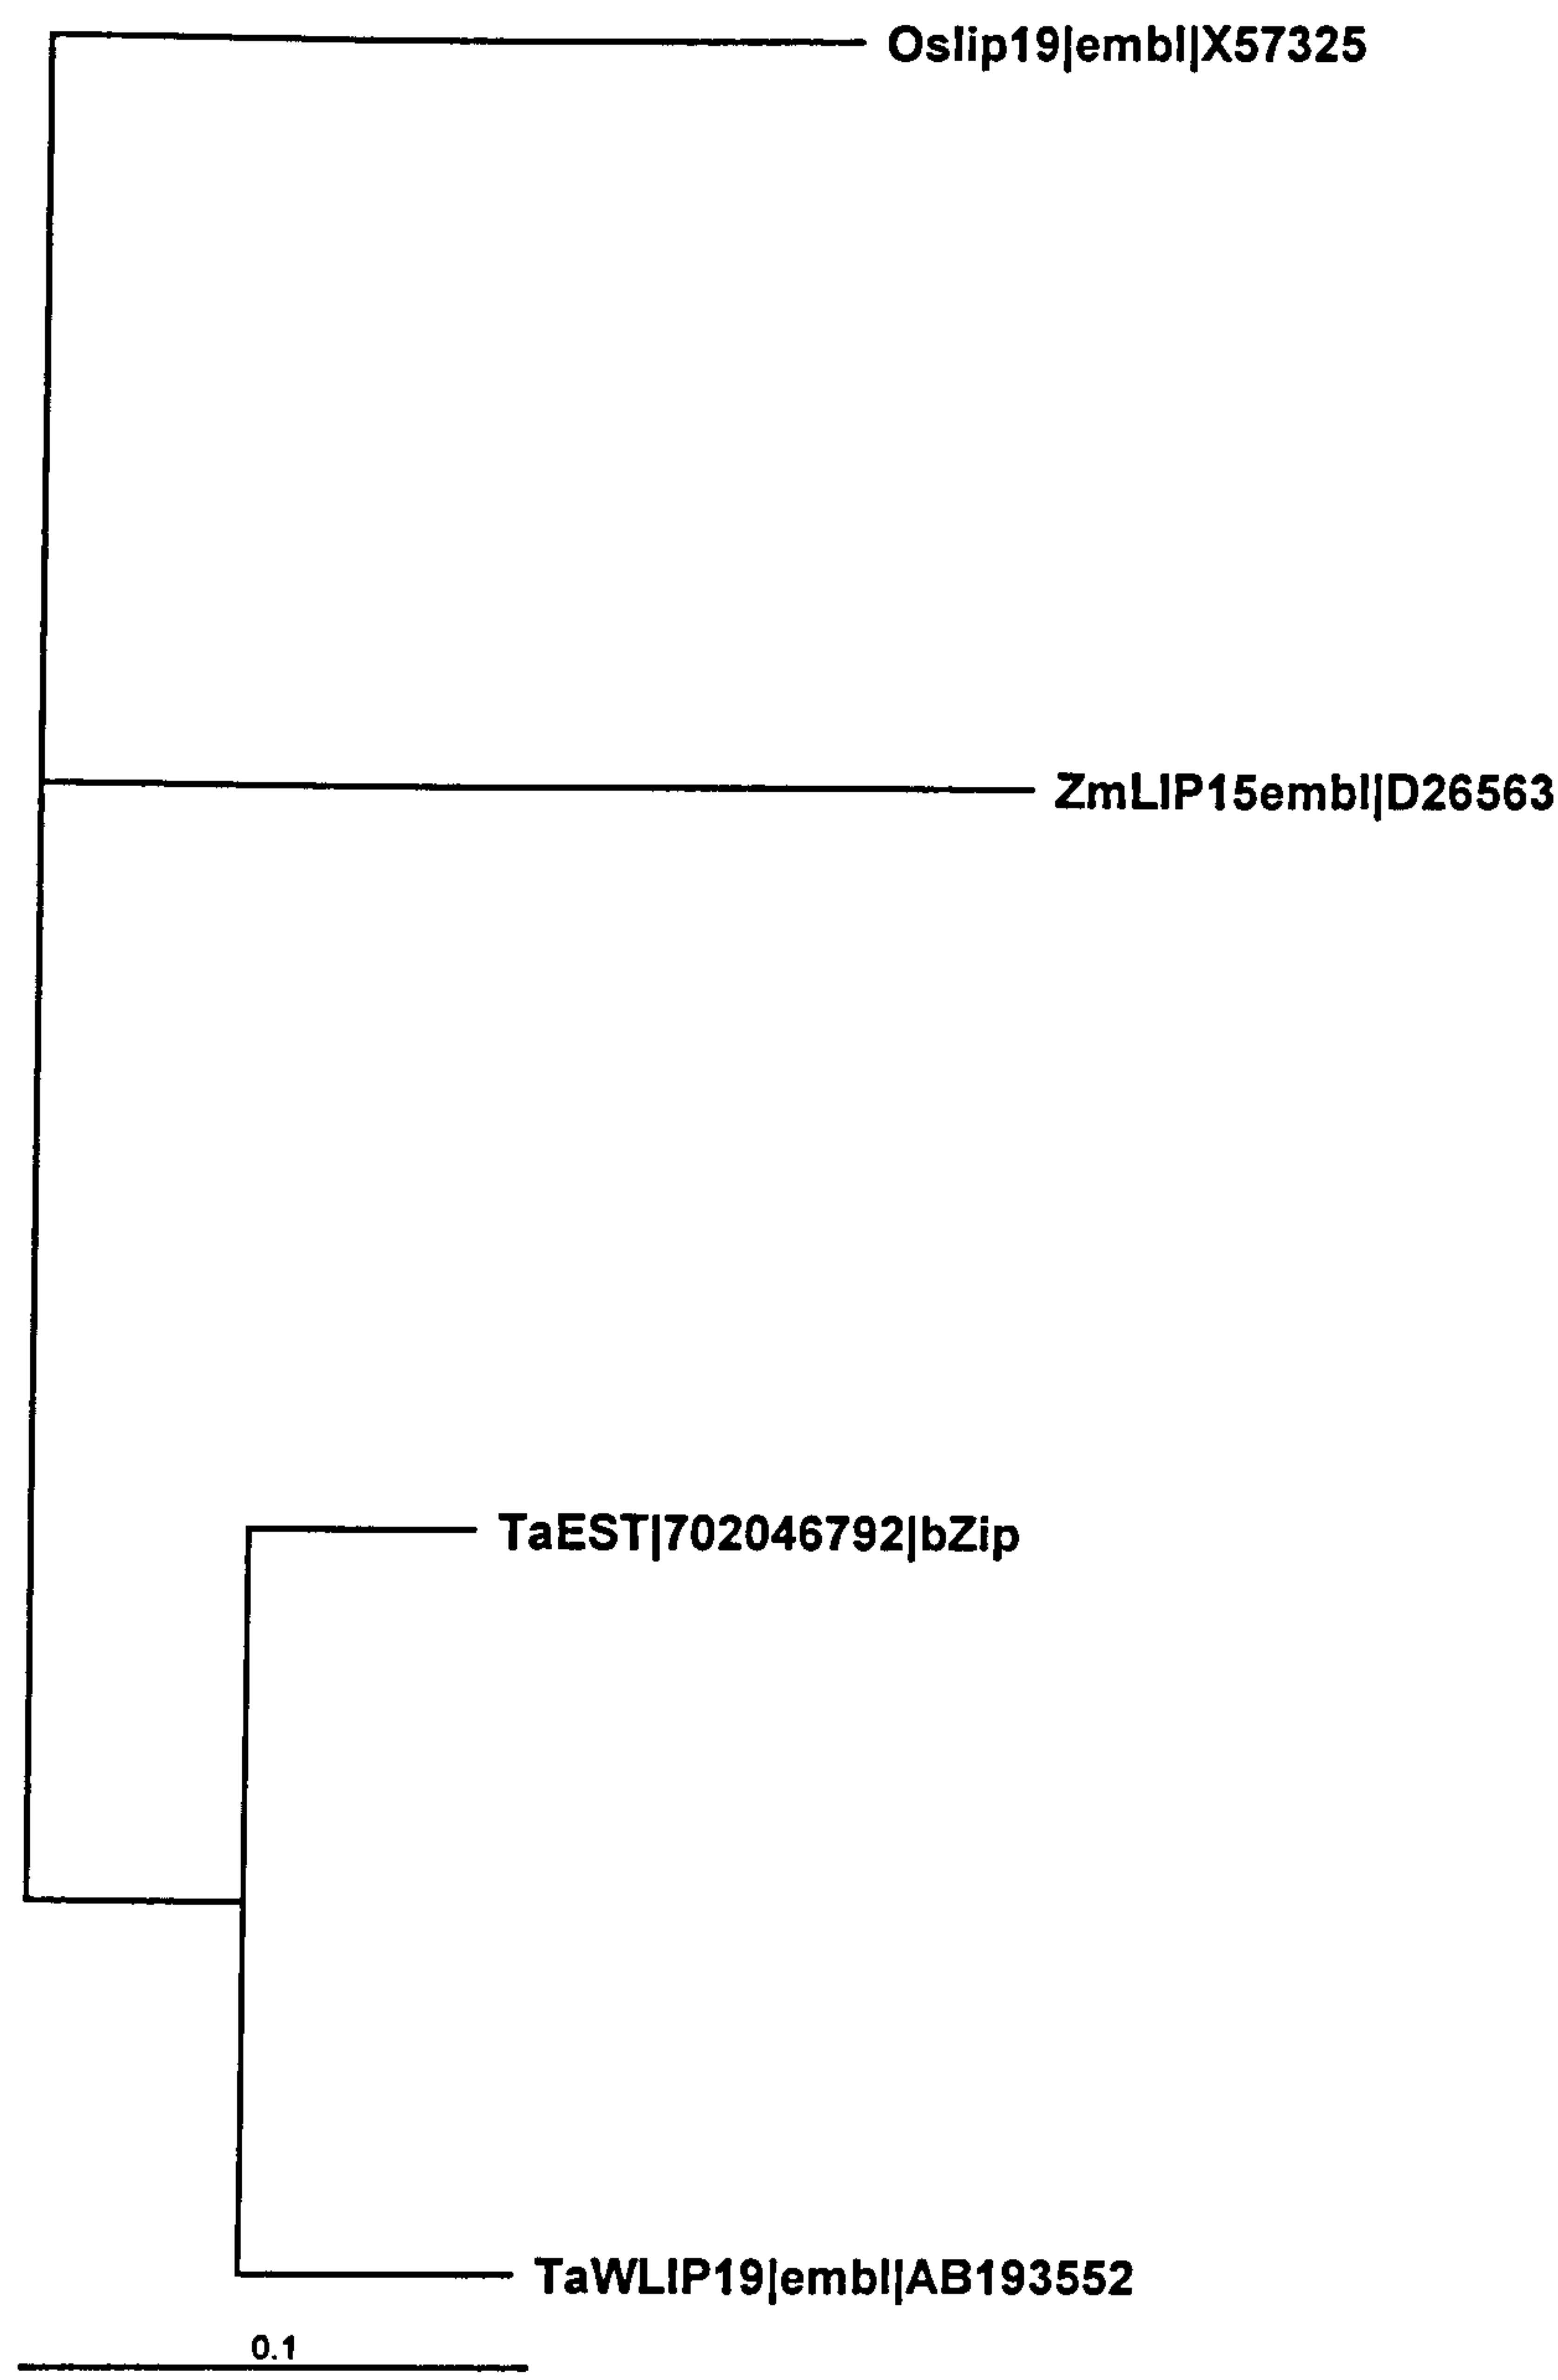 Oslip19|embl|X57325
ZmLIP15embl|D26563
TaEST|702046792|bZip
TaWLIP19|embl|AB193552
0.1